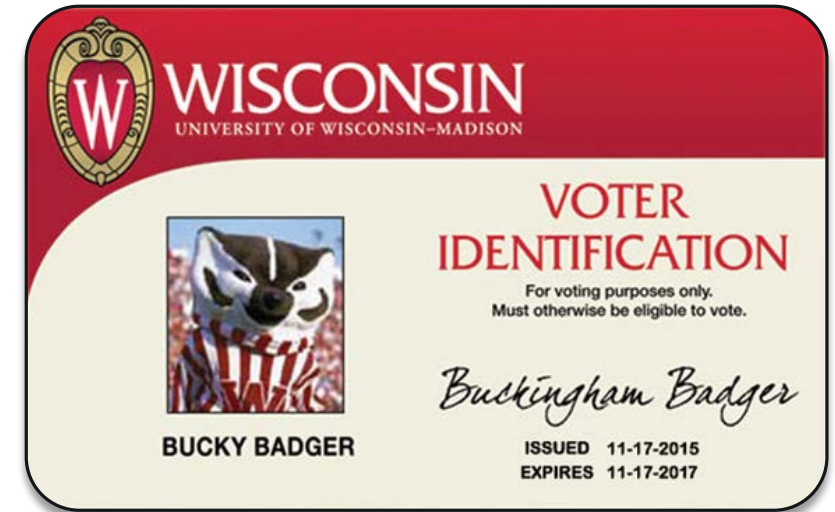 W
WISCONSIN
UNIVERSITY OF WISCONSIN–MADISON
VOTER
IDENTIFICATION
For voting purposes only.
Must otherwise be eligible to vote.
Buckingham Badger
BUCKY BADGER
ISSUED 11-17-2015
EXPIRES 11-17-2017
W